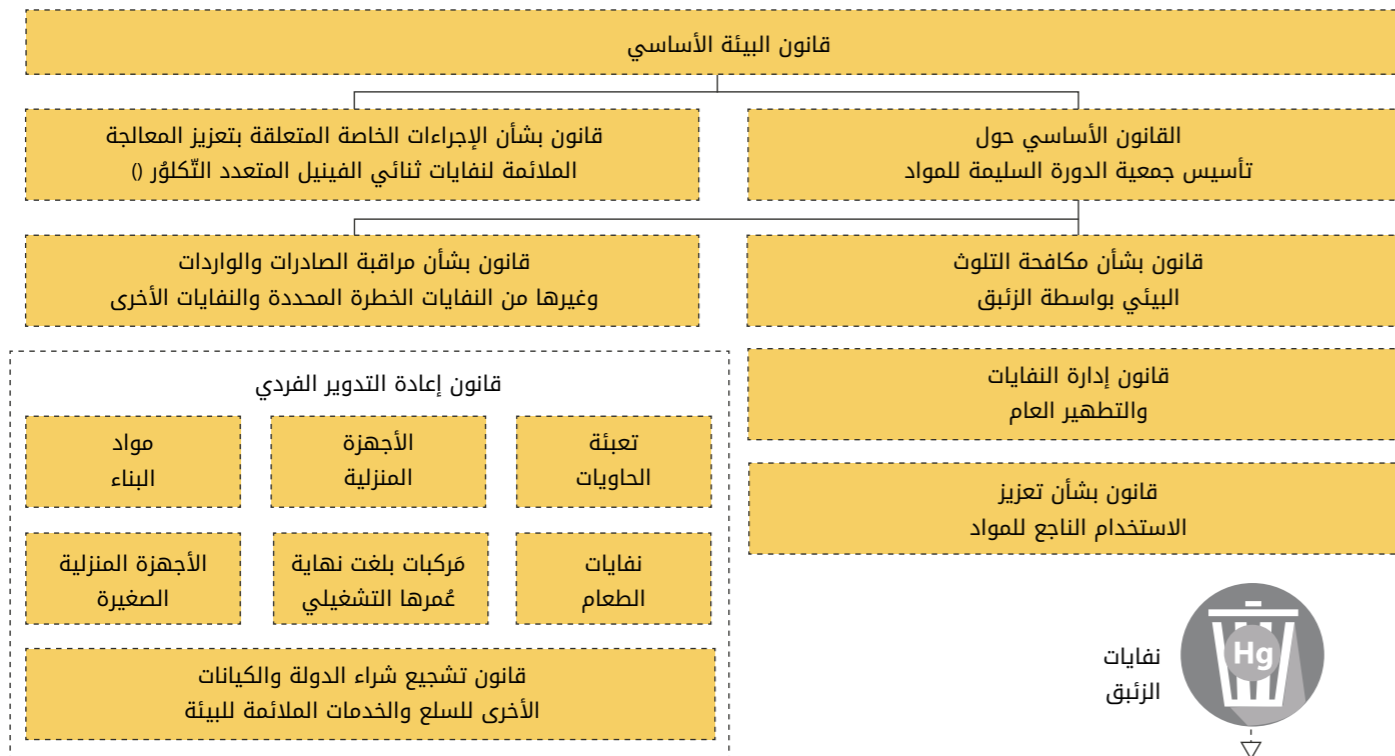 قانون البيئة الأساسي
القانون الأساسي حول
تأسيس جمعية الدورة السليمة للمواد
قانون بشأن الإجراءات الخاصة المتعلقة بتعزيز المعالجة
الملائمة لنفايات ثنائي الفينيل المتعدد التّكلوُر ()
قانون بشأن مكافحة التلوث
البيئي بواسطة الزئبق
قانون بشأن مراقبة الصادرات والواردات
وغيرها من النفايات الخطرة المحددة والنفايات الأخرى
قانون إدارة النفايات
والتطهير العام
قانون بشأن تعزيز
الاستخدام الناجع للمواد
قانون إعادة التدوير الفردي
تعبئة
الحاويات
الأجهزة
المنزلية
مواد
البناء
نفايات
الطعام
مَركبات بلغت نهاية
عُمرها التشغيلي
الأجهزة المنزلية
الصغيرة
قانون تشجيع شراء الدولة والكيانات
الأخرى للسلع والخدمات الملائمة للبيئة
Hg
نفايات
الزئبق